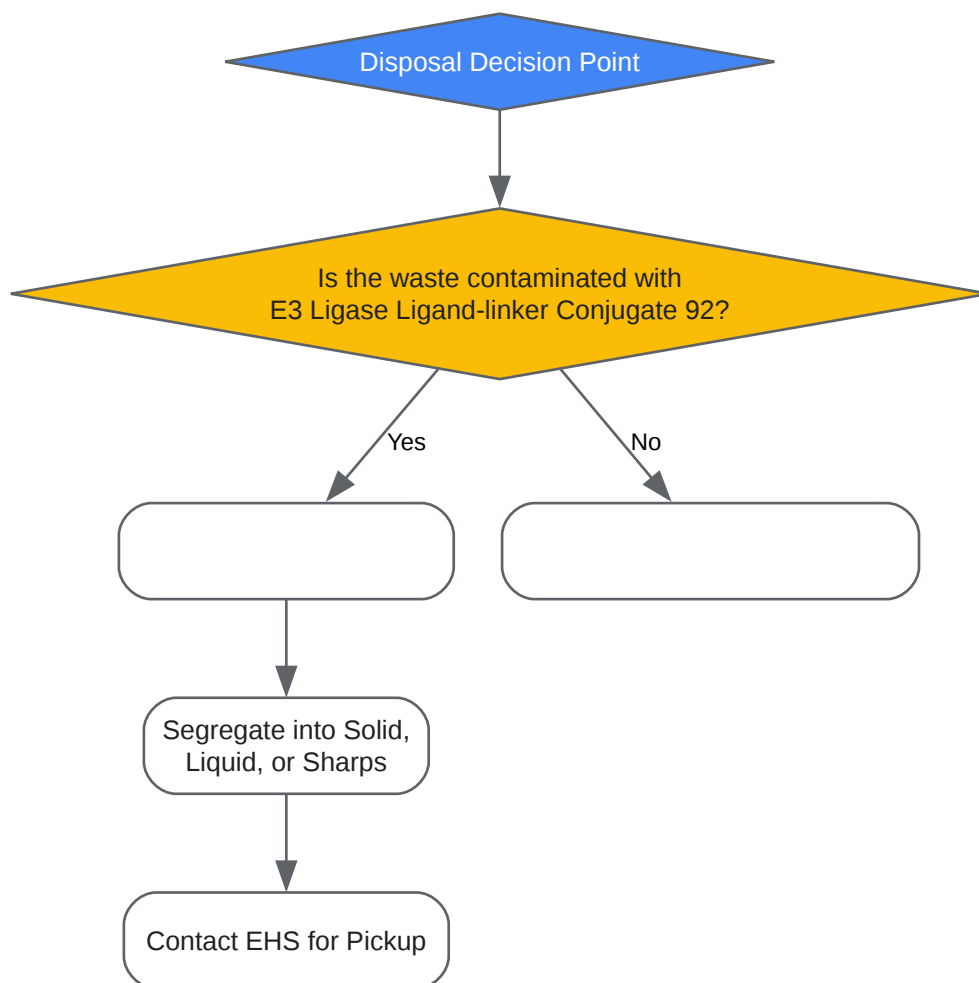 Disposal Decision Point
Is the waste contaminated with
E3 Ligase Ligand-linker Conjugate 92?
Yes
No
Segregate into Solid,
Liquid, or Sharps
Contact EHS for Pickup